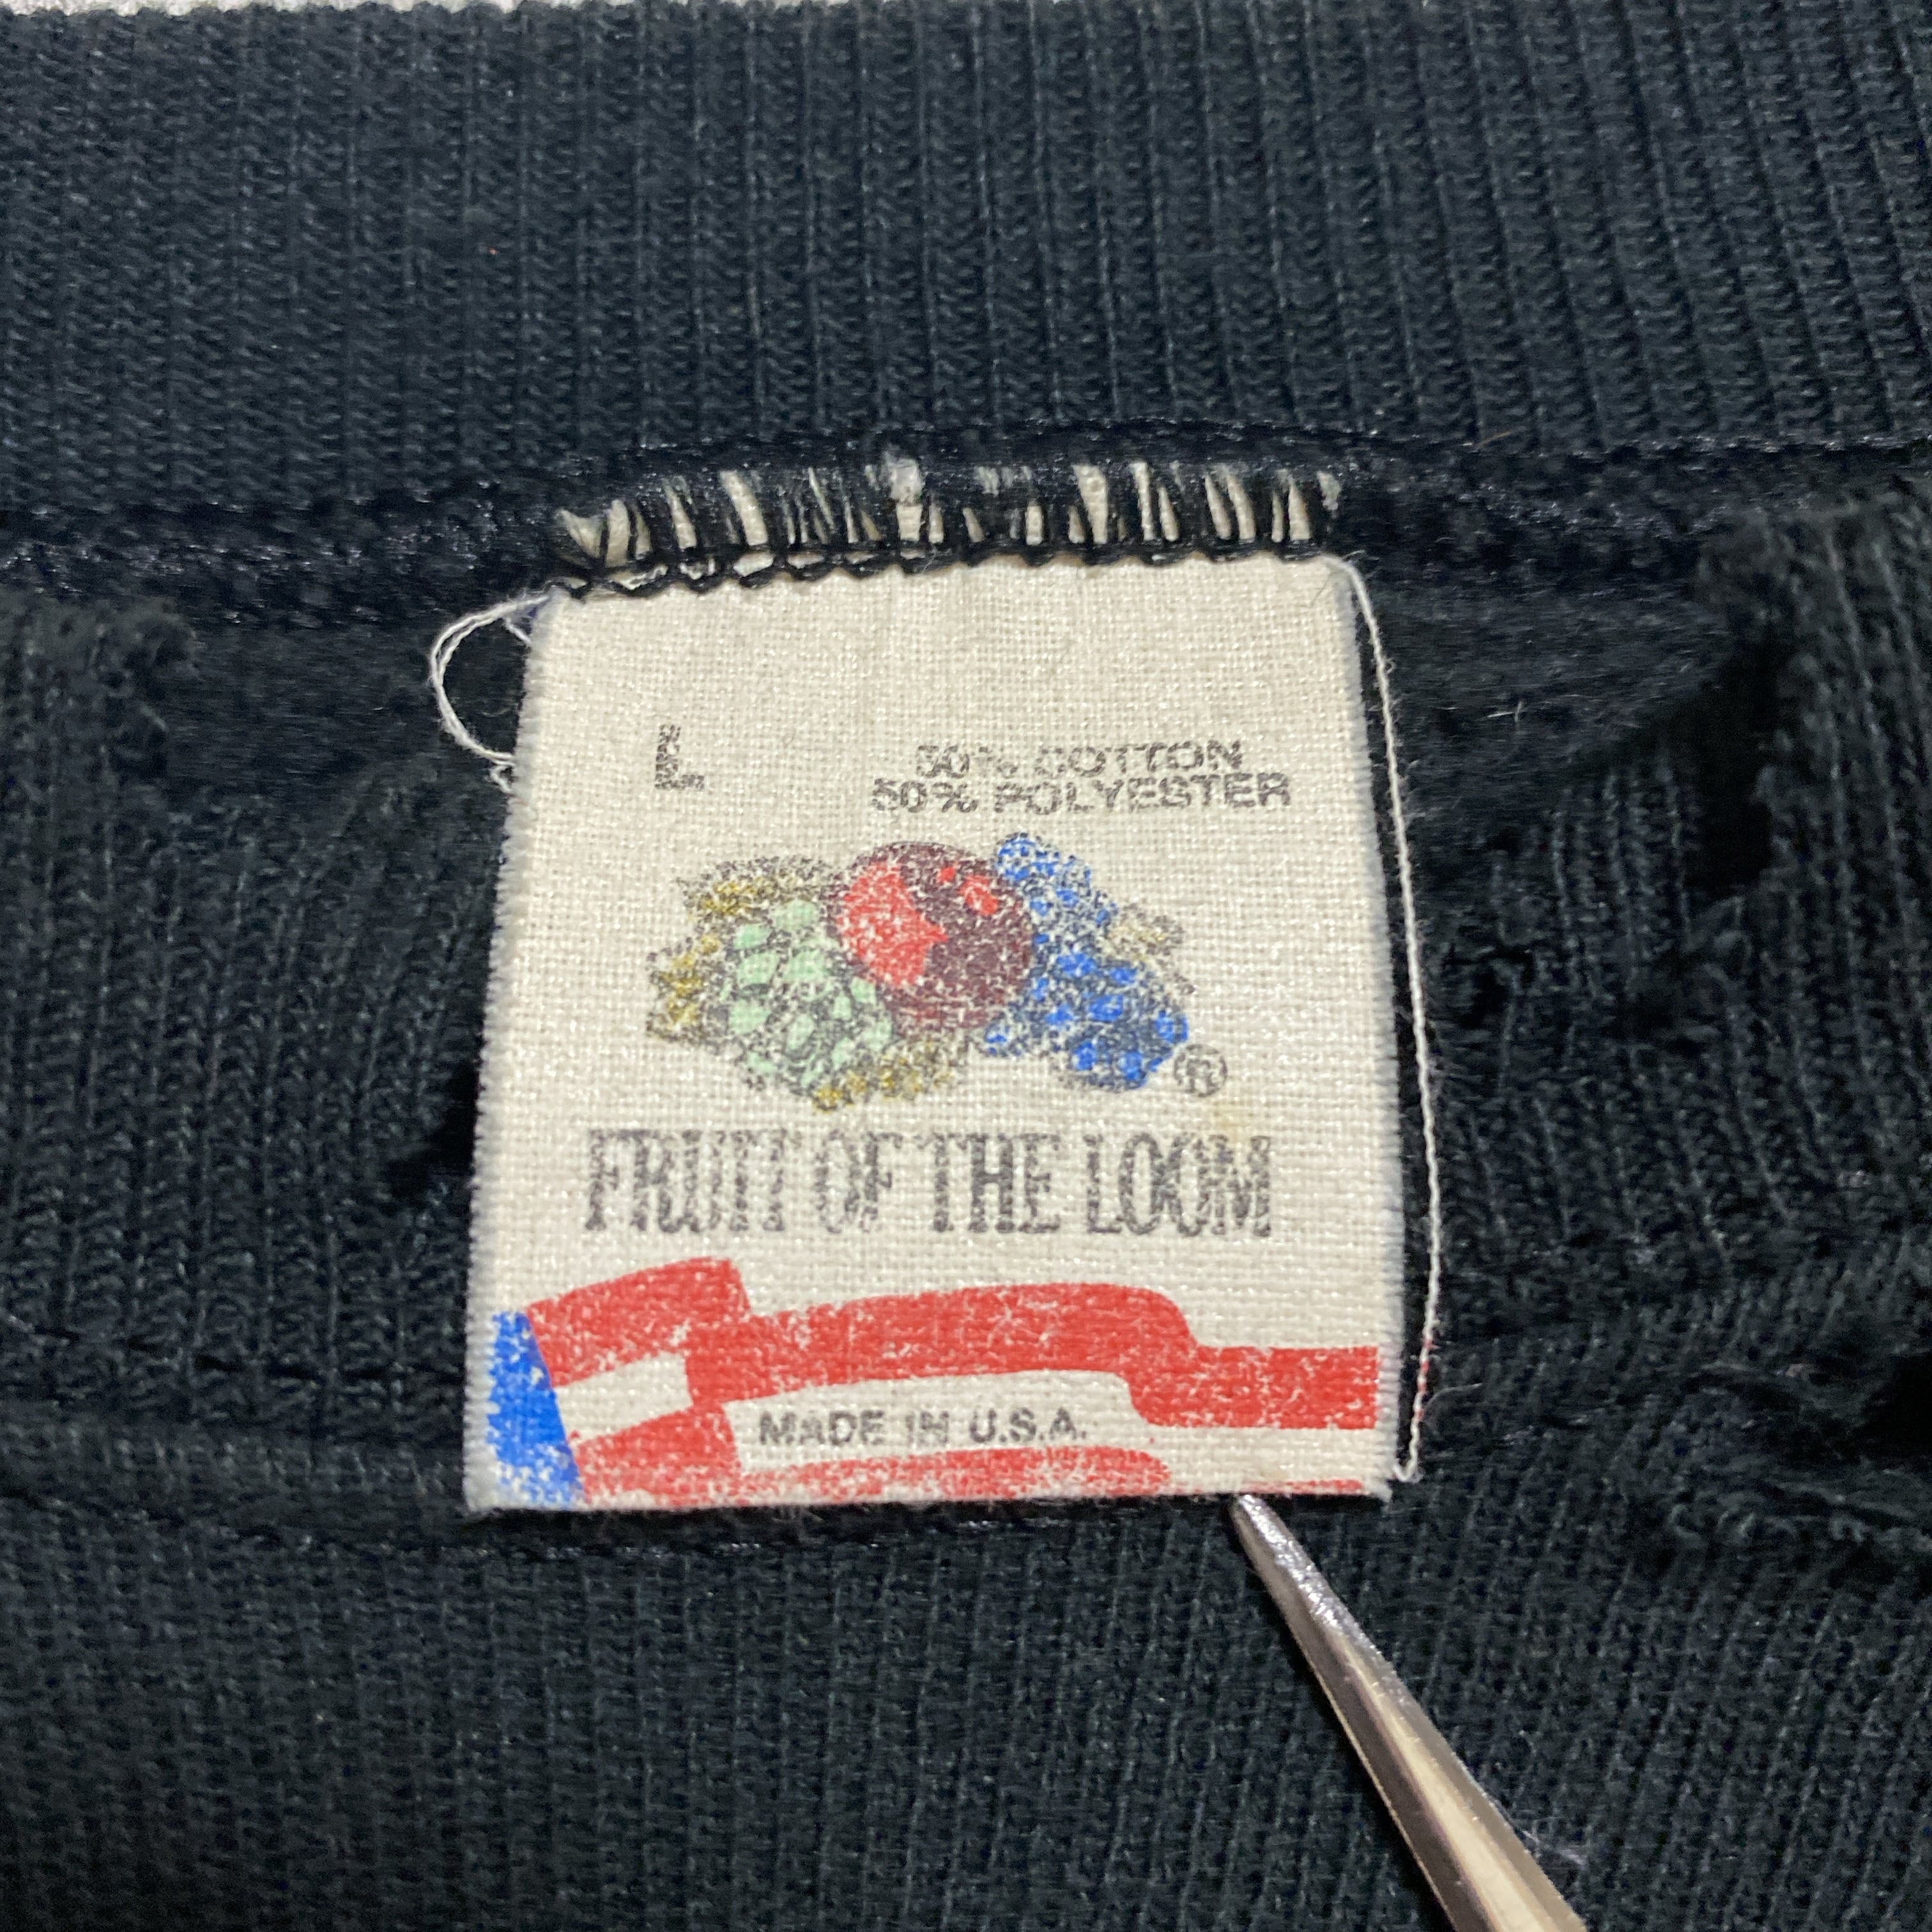 L
50% COTTON
50% POLYESTER
®
FRUIT OF THE LOOM
MADE IN U.S.A.